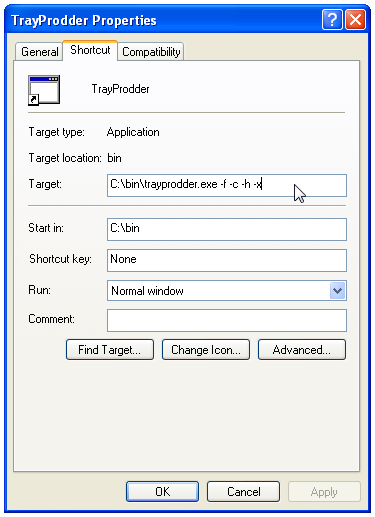 TrayProdder Properties
General Shortcut Compatibility
TrayProdder
Target type: Application
Target location: bin
Target: C:\bin\trayprodder.exe -f -c -h -x
Start in: C:\bin
Shortcut key: None
Run: Normal window
Comment:
Find Target... Change Icon... Advanced...
OK Cancel Apply